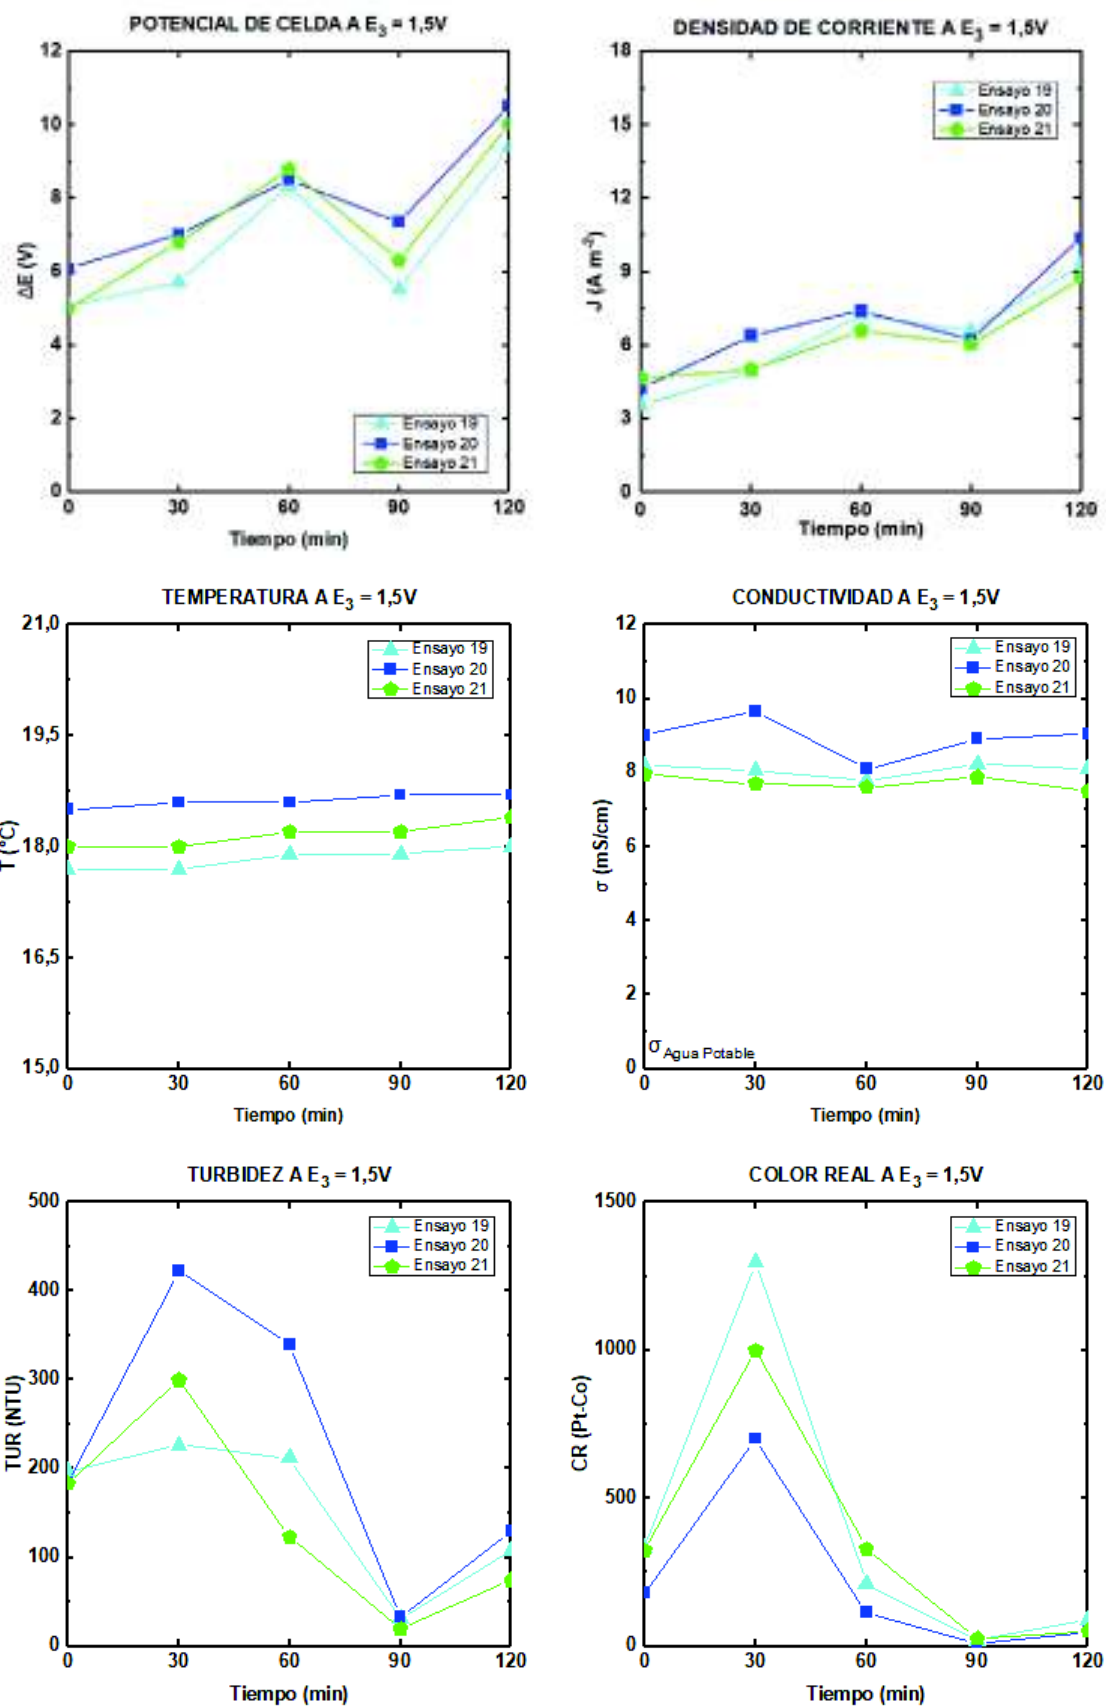 POTENCIAL DE CELDA A E3 = 1,5V
12
10
8
6
4
2
0
ΔE (V)
Ensayo 19
Ensayo 20
Ensayo 21
0 30 60 90 120
Tiempo (min)
DENSIDAD DE CORRIENTE A E3 = 1,5V
18
15
12
9
6
3
0
J (A m-2)
Ensayo 19
Ensayo 20
Ensayo 21
0 30 60 90 120
Tiempo (min)
TEMPERATURA A E3 = 1,5V
21,0
19,5
18,0
16,5
15,0
T (ºC)
Ensayo 19
Ensayo 20
Ensayo 21
0 30 60 90 120
Tiempo (min)
CONDUCTIVIDAD A E3 = 1,5V
12
10
8
6
4
2
0
σ (mS/cm)
Ensayo 19
Ensayo 20
Ensayo 21
σ Agua Potable
0 30 60 90 120
Tiempo (min)
TURBIDEZ A E3 = 1,5V
500
400
300
200
100
0
TUR (NTU)
Ensayo 19
Ensayo 20
Ensayo 21
0 30 60 90 120
Tiempo (min)
COLOR REAL A E3 = 1,5V
1500
1000
500
0
CR (Pt-Co)
Ensayo 19
Ensayo 20
Ensayo 21
0 30 60 90 120
Tiempo (min)